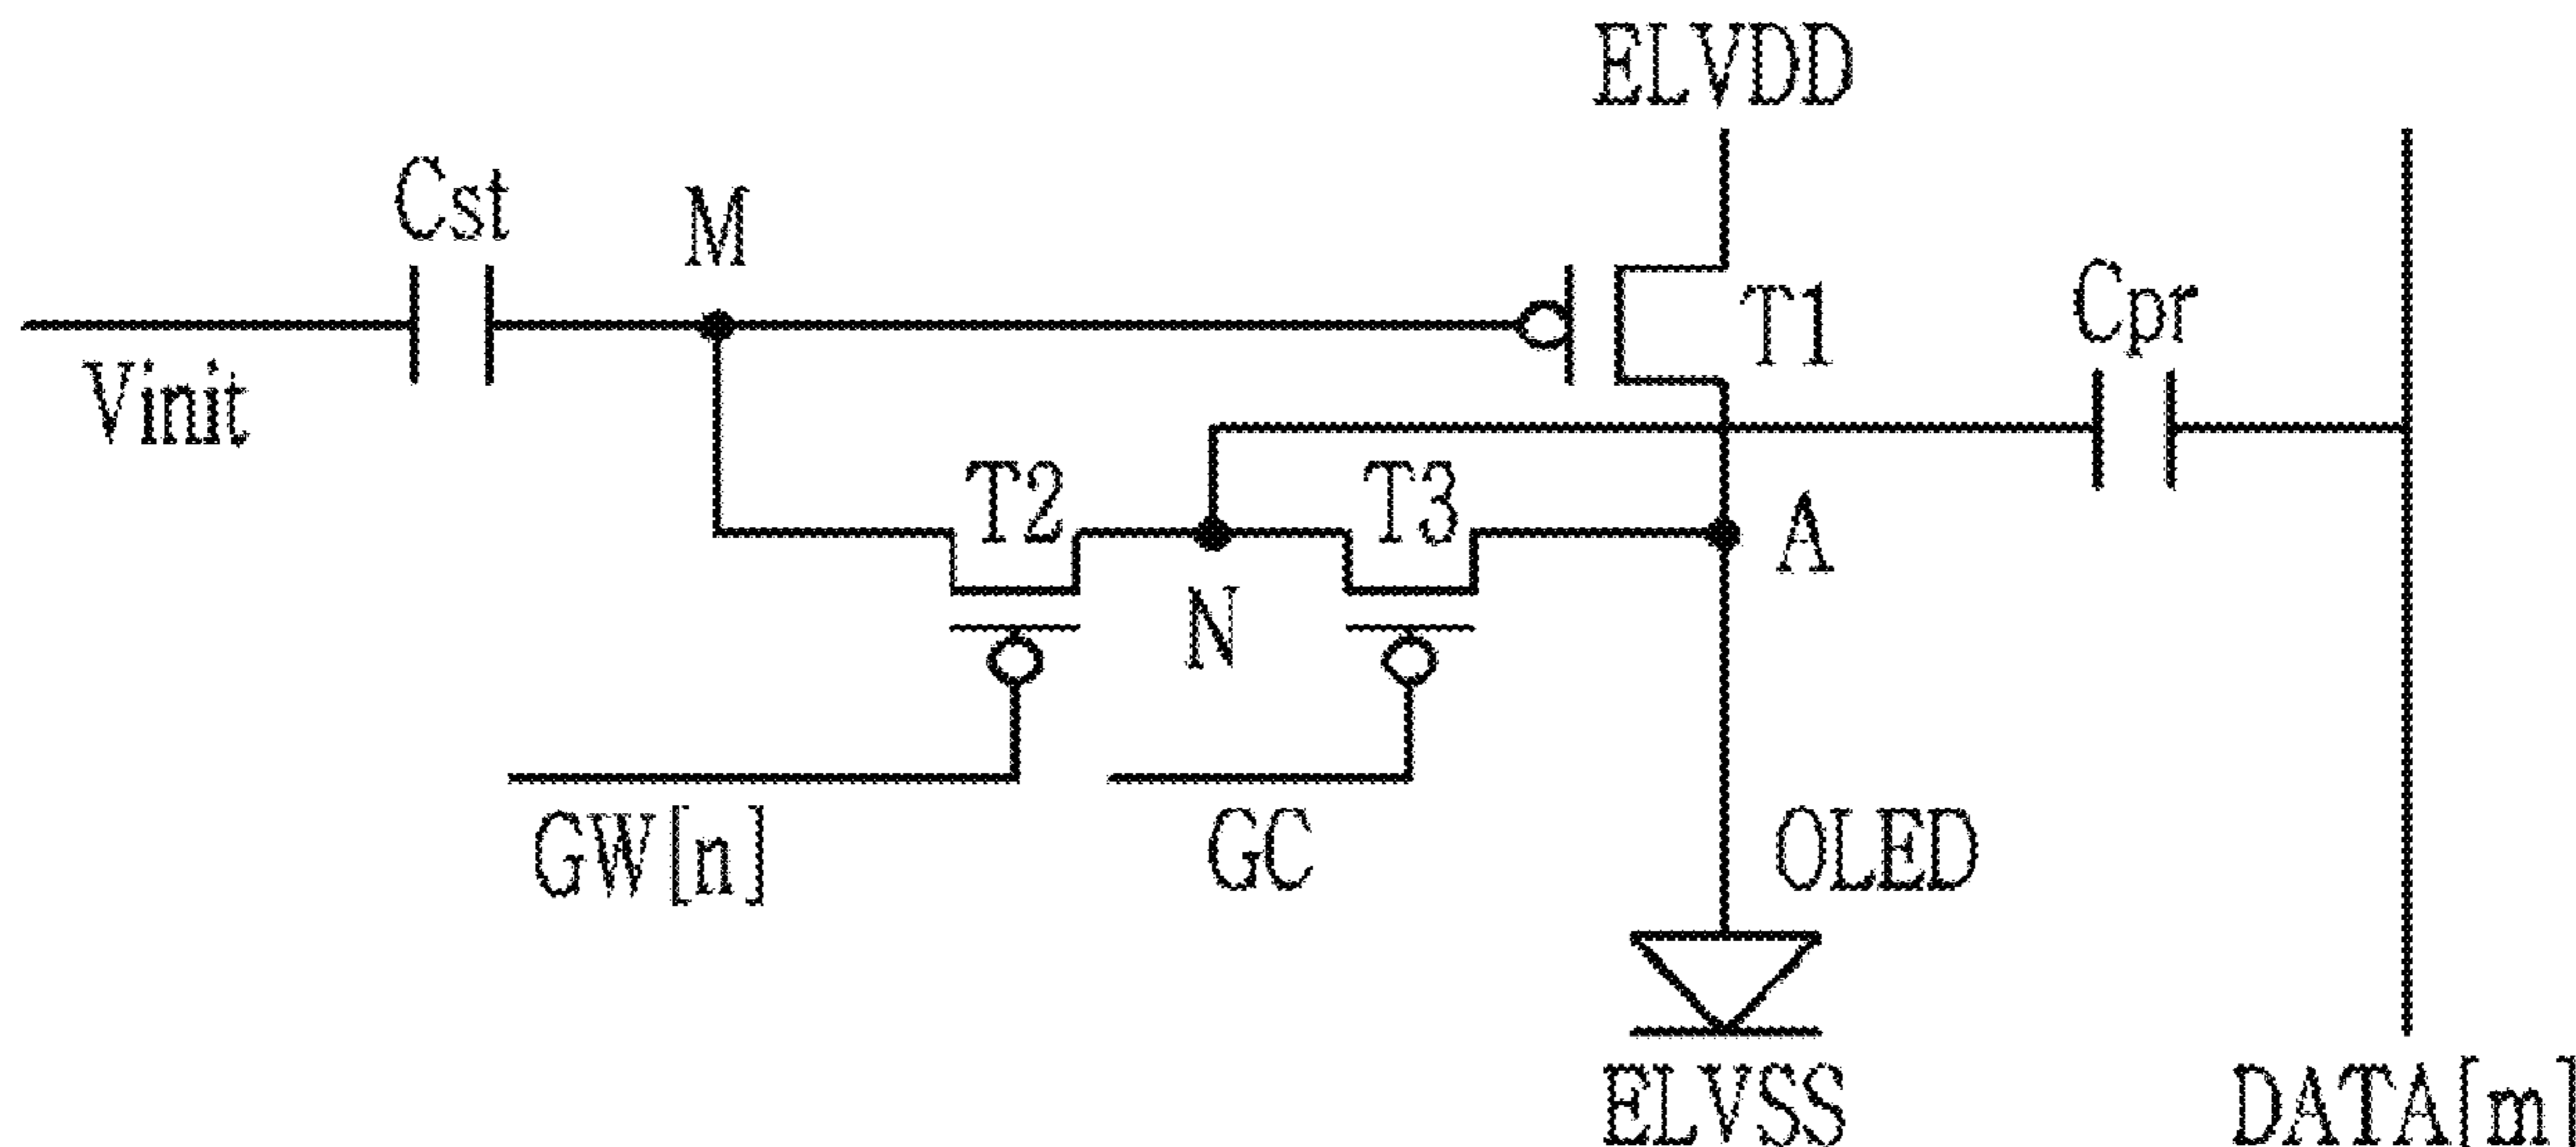 ELVDD
Cst
M
T1
Cpr
Vinit
T2
T3
A
N
GW[n]
GC
OLED
ELVSS
DATA[m]